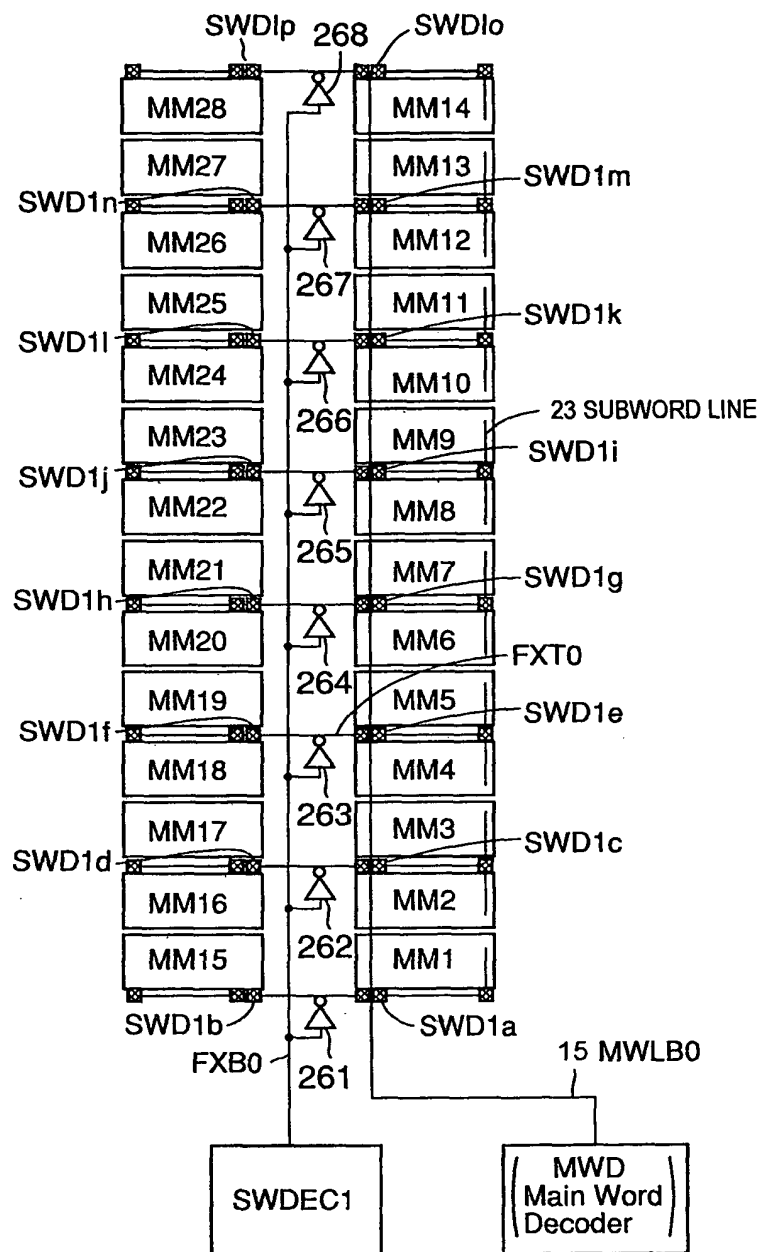 SWDIp 268 SWDIo
MM28 MM14
MM27 MM13
SWD1n SWD1m
MM26 MM12
267
MM25 MM11
SWD1l SWD1k
MM24 MM10
266
23 SUBWORD LINE
MM23 MM9
SWD1j SWD1i
MM22 MM8
265
MM21 MM7
SWD1h SWD1g
MM20 MM6
264 FXT0
MM19 MM5
SWD1f SWD1e
MM18 MM4
263
MM17 MM3
SWD1d SWD1c
MM16 MM2
262
MM15 MM1
SWD1b SWD1a
FXB0 261
15 MWLB0
SWDEC1
MWD
Main Word
Decoder